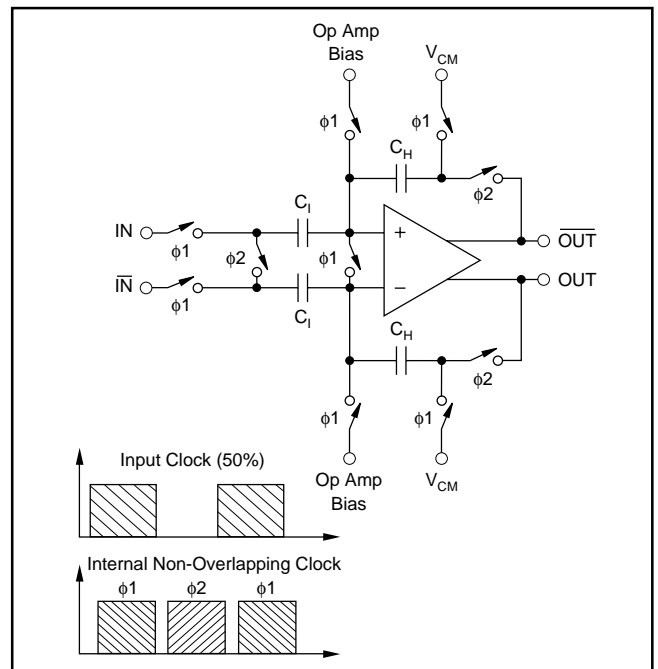 Op Amp
Bias
V_CM
φ1
φ1
C_H
φ2
C_I
IN
φ1
φ2
φ1
+
OUT̅
I̅N̅
φ1
C_I
−
OUT
C_H
φ2
φ1
φ1
Op Amp
Bias
V_CM
Input Clock (50%)
Internal Non-Overlapping Clock
φ1 φ2 φ1